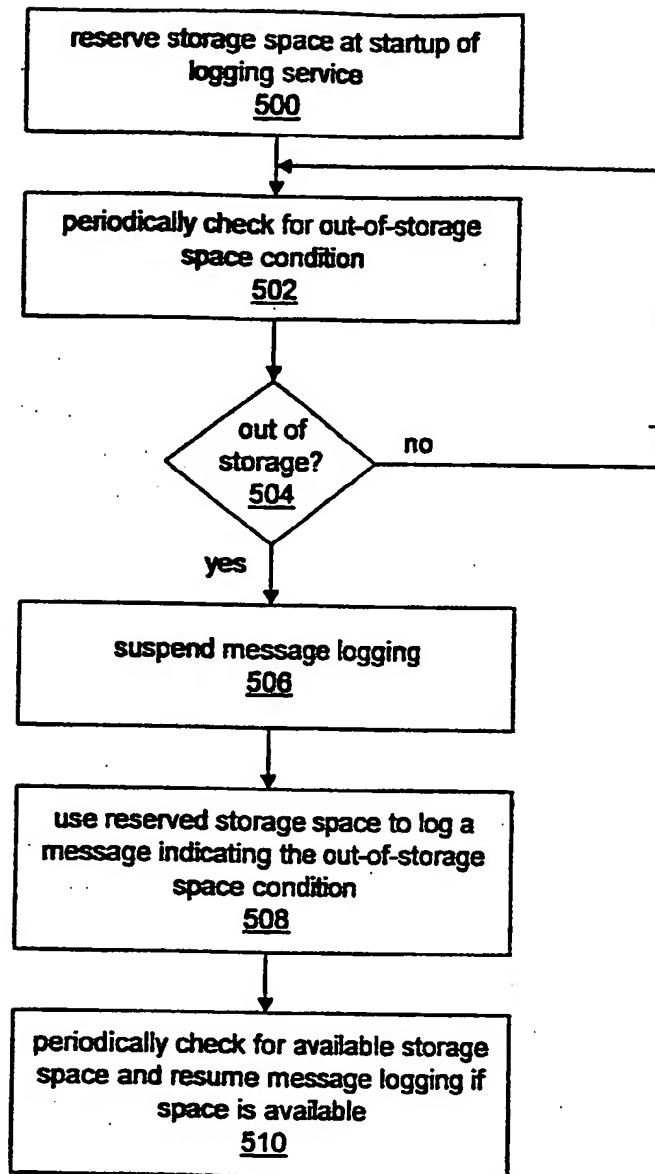 reserve storage space at startup of
logging service
500
periodically check for out-of-storage
space condition
502
out of
storage?
504
no
yes
suspend message logging
506
use reserved storage space to log a
message indicating the out-of-storage
space condition
508
periodically check for available storage
space and resume message logging if
space is available
510